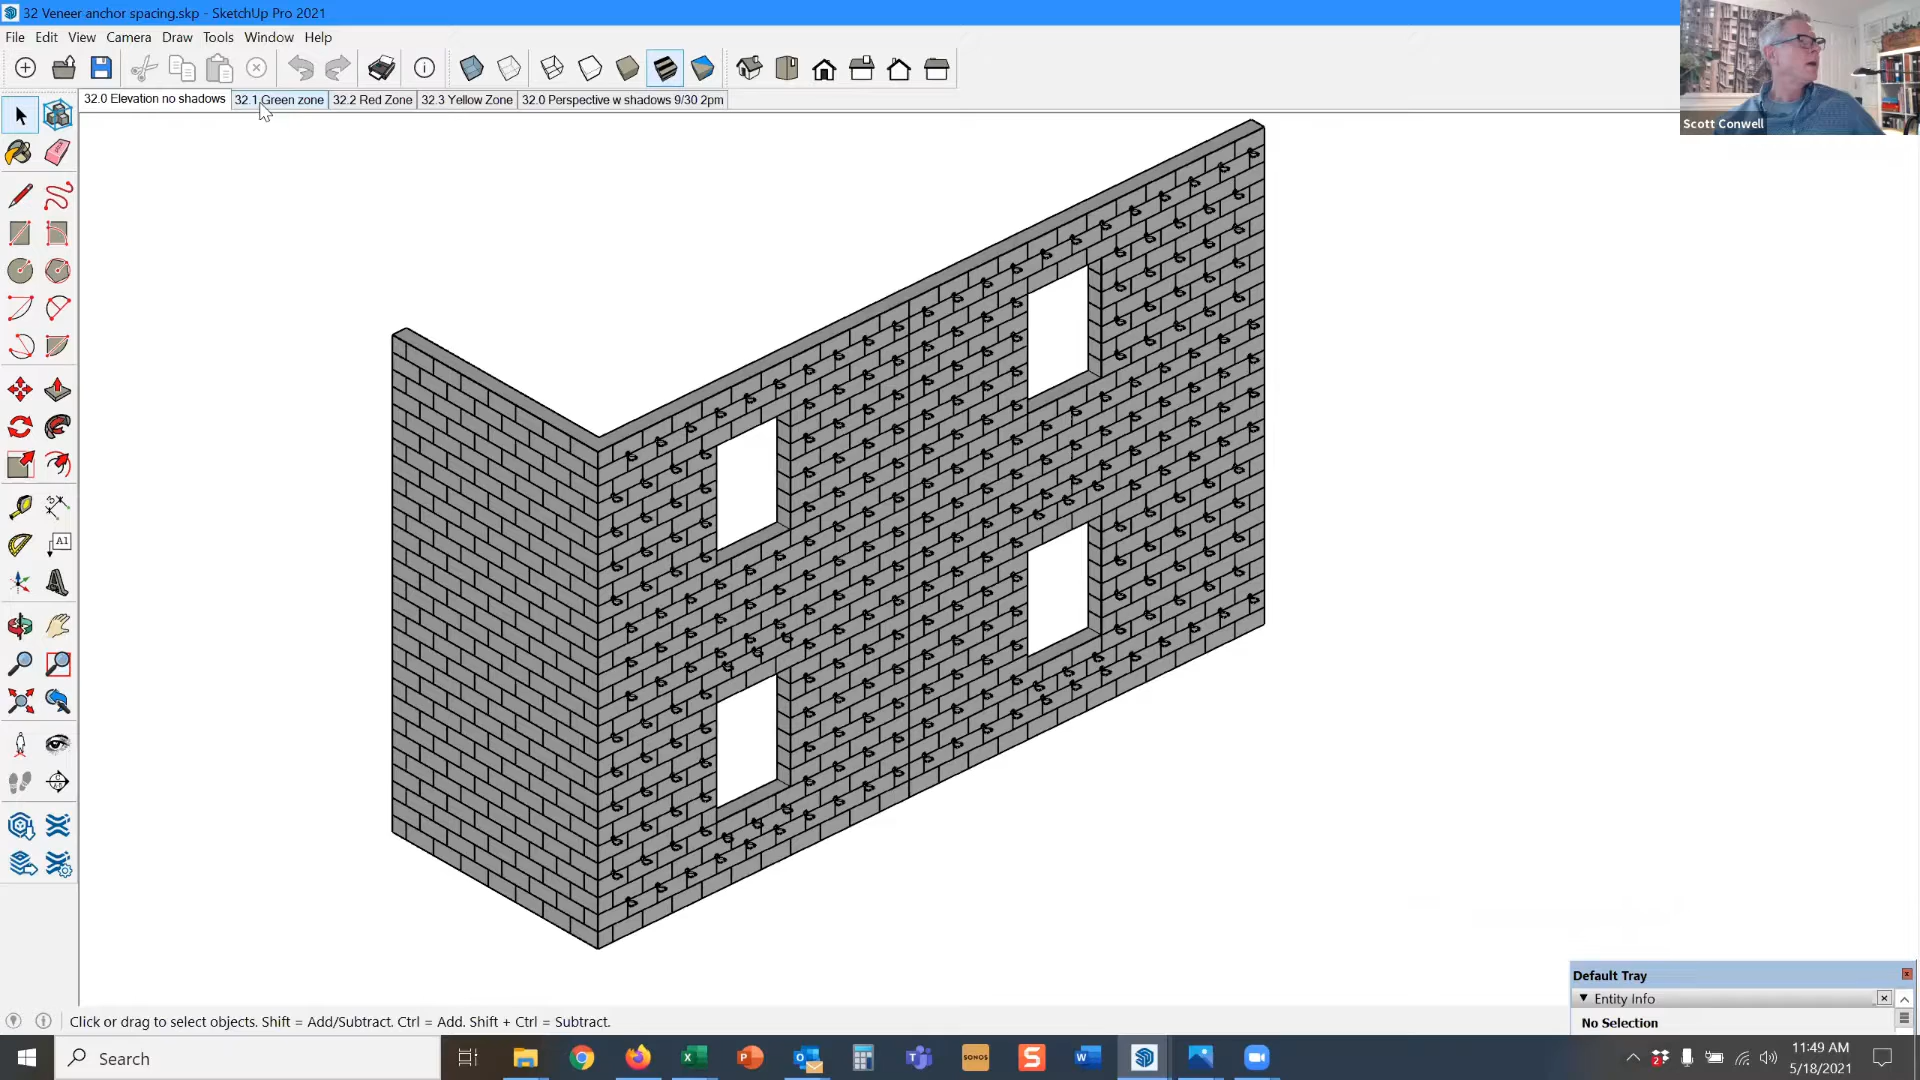 32 Veneer anchor spacing.skp - SketchUp Pro 2021
File Edit View Camera Draw Tools Window Help
32.0 Elevation no shadows 32.1 Green zone 32.2 Red Zone 32.3 Yellow Zone 32.0 Perspective w shadows 9/30 2pm
Scott Conwell
A1
Default Tray
Entity Info
No Selection
Click or drag to select objects. Shift = Add/Subtract. Ctrl = Add. Shift + Ctrl = Subtract.
Search
SONOS
11:49 AM
5/18/2021